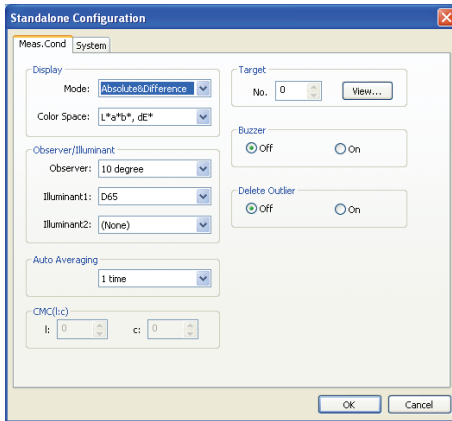 Standalone Configuration
Meas.Cond System
Display
Mode: Absolute&Difference
Color Space: L*a*b*, dE*
Observer/Illuminant
Observer: 10 degree
Illuminant1: D65
Illuminant2: (None)
Auto Averaging
1 time
CMC(l:c)
l: 0 c: 0
Target
No. 0 View...
Buzzer
Off On
Delete Outlier
Off On
OK Cancel